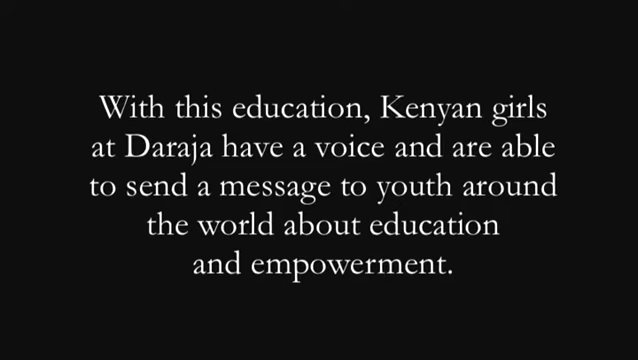 With this education, Kenyan girls
at Daraja have a voice and are able
to send a message to youth around
the world about education
and empowerment.